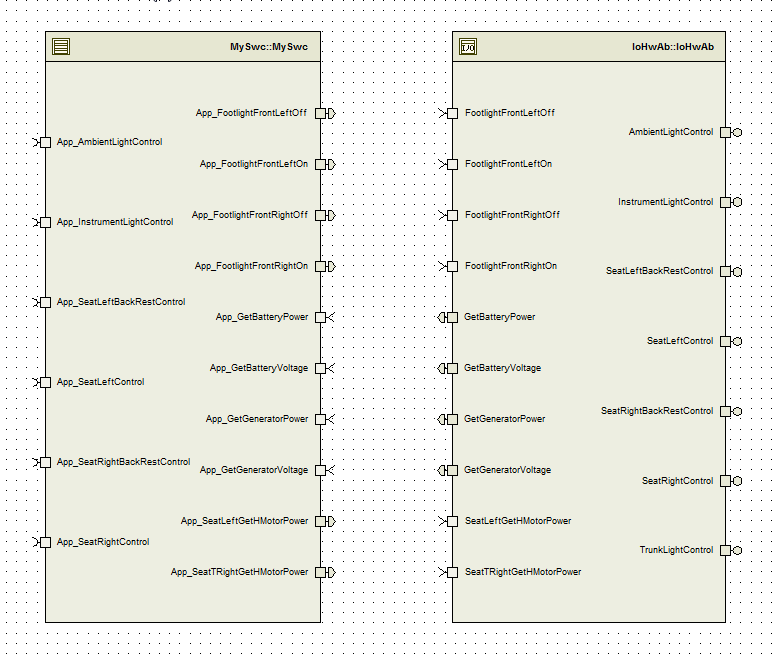 MySwc::MySwc
App_FootlightFrontLeftOff
App_AmbientLightControl
App_FootlightFrontLeftOn
App_FootlightFrontRightOff
App_InstrumentLightControl
App_FootlightFrontRightOn
App_SeatLeftBackRestControl
App_GetBatteryPower
App_GetBatteryVoltage
App_SeatLeftControl
App_GetGeneratorPower
App_SeatRightBackRestControl
App_GetGeneratorVoltage
App_SeatLeftGetHMotorPower
App_SeatRightControl
App_SeatTRightGetHMotorPower
I/O
IoHwAb::IoHwAb
FootlightFrontLeftOff
AmbientLightControl
FootlightFrontLeftOn
InstrumentLightControl
FootlightFrontRightOff
FootlightFrontRightOn
SeatLeftBackRestControl
GetBatteryPower
SeatLeftControl
GetBatteryVoltage
SeatRightBackRestControl
GetGeneratorPower
GetGeneratorVoltage
SeatRightControl
SeatLeftGetHMotorPower
TrunkLightControl
SeatTRightGetHMotorPower